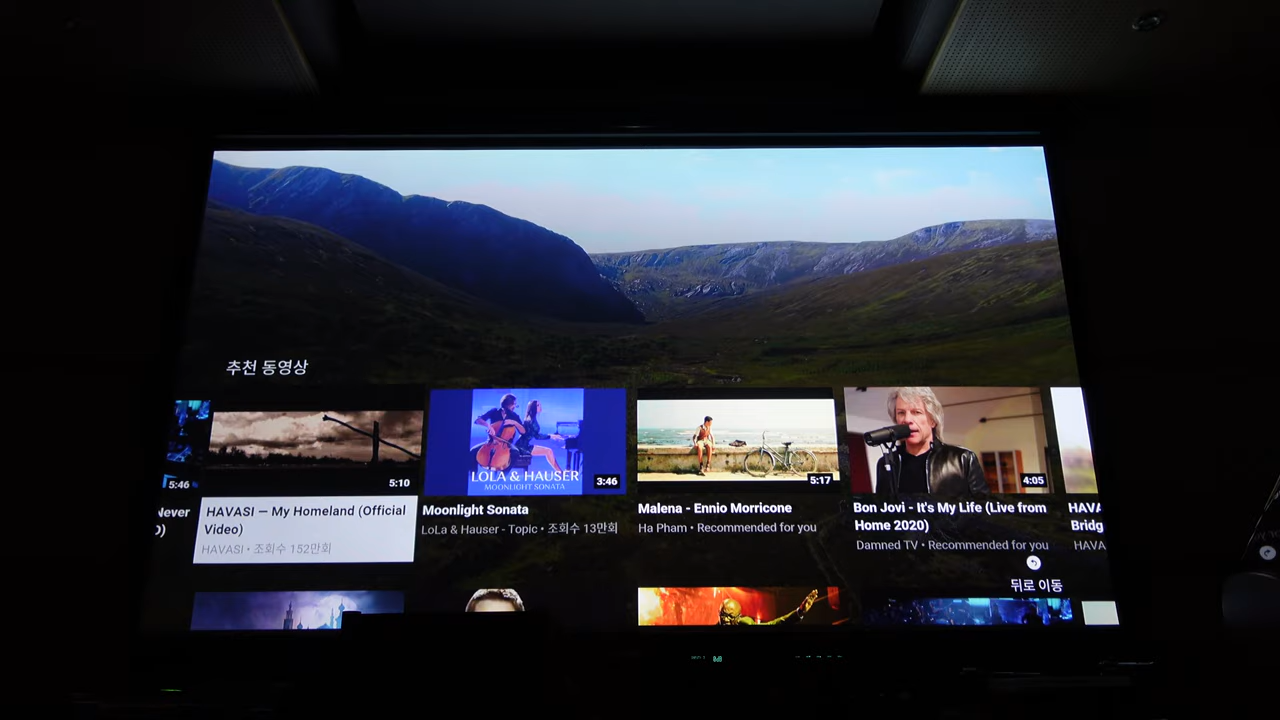 추천 동영상
5:46
5:10
LOLA & HAUSER
MOONLIGHT SONATA
3:46
5:17
4:05
HAVASI — My Homeland (Official
Video)
HAVASI • 조회수 152만회
Moonlight Sonata
LoLa & Hauser - Topic • 조회수 13만회
Malena - Ennio Morricone
Ha Pham • Recommended for you
Bon Jovi - It's My Life (Live from
Home 2020)
Damned TV • Recommended for you
HAVA
Bridg
HAVA
뒤로 이동